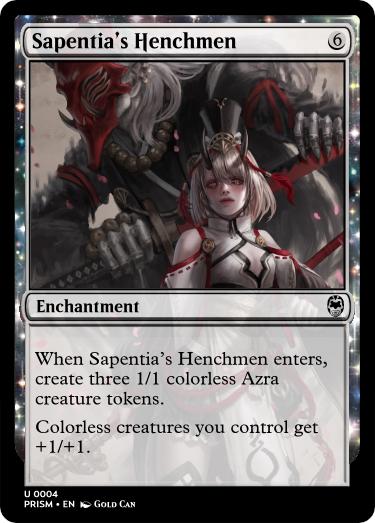 Sapentia's Henchmen 6
Enchantment
When Sapentia's Henchmen enters,
create three 1/1 colorless Azra
creature tokens.
Colorless creatures you control get
+1/+1.
U 0004
PRISM • EN Gold Can